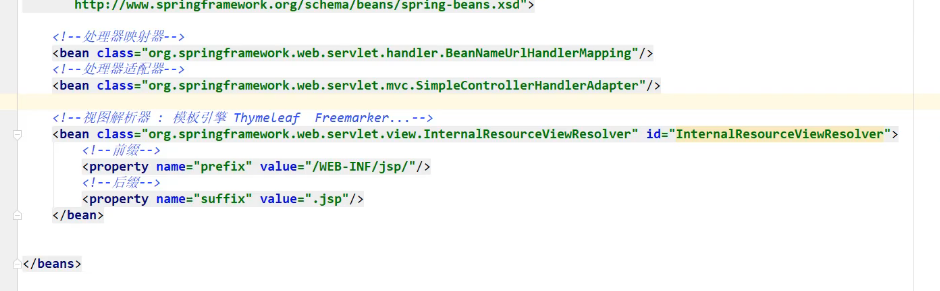 http://www.springframework.org/schema/beans/spring-beans.xsd">
<!--处理器映射器-->
<bean class="org.springframework.web.servlet.handler.BeanNameUrlHandlerMapping"/>
<!--处理器适配器-->
<bean class="org.springframework.web.servlet.mvc.SimpleControllerHandlerAdapter"/>
<!--视图解析器 : 模板引擎 Thymeleaf  Freemarker...-->
<bean class="org.springframework.web.servlet.view.InternalResourceViewResolver" id="InternalResourceViewResolver">
<!--前缀-->
<property name="prefix" value="/WEB-INF/jsp/"/>
<!--后缀-->
<property name="suffix" value=".jsp"/>
</bean>
</beans>